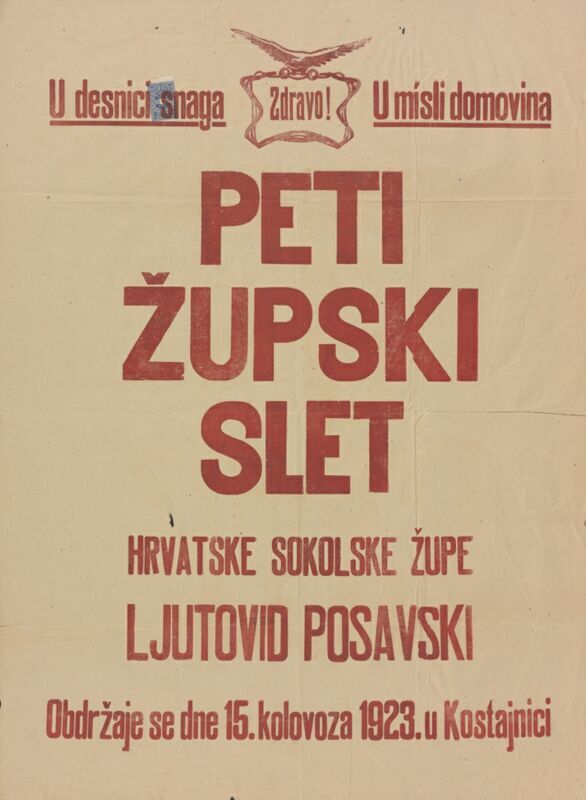 U desnici snaga
Zdravo!
U misli domovina
PETI
ŽUPSKI
SLET
HRVATSKE SOKOLSKE ŽUPE
LJUTOVID POSAVSKI
Obdržaje se dne 15. kolovoza 1923. u Kostajnici